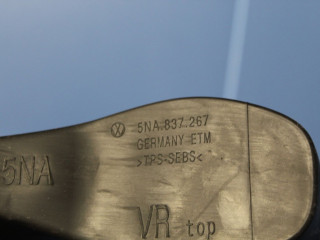 5NA.837.267
GERMANY ETM
>TPS-SEBS<
5NA
VR top